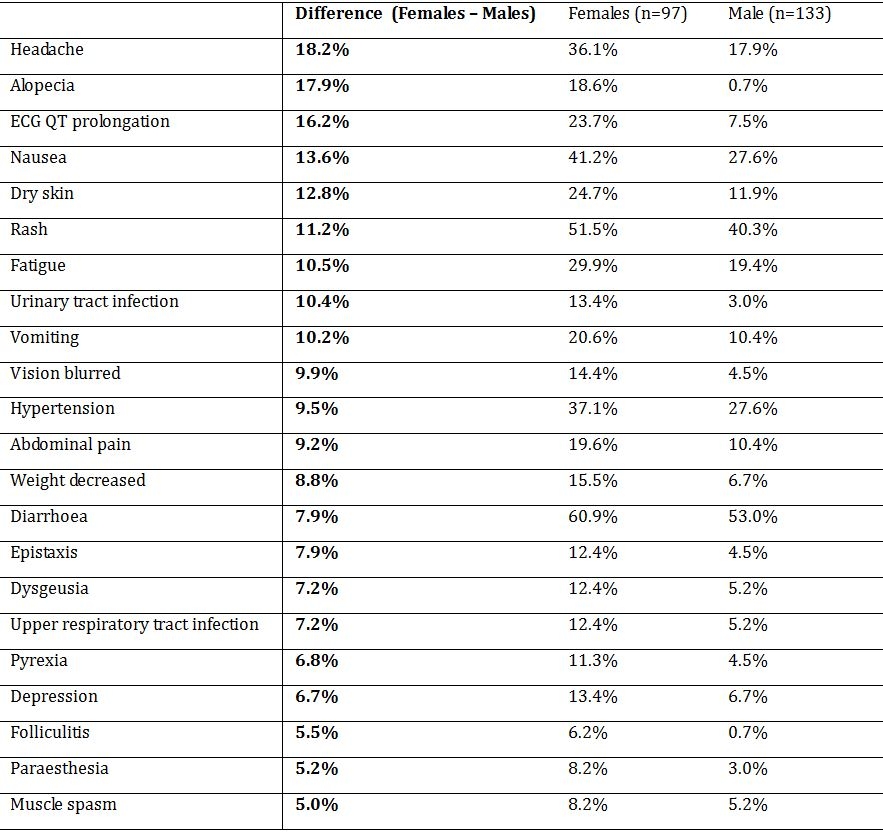 Difference (Females – Males) Females (n=97) Male (n=133)
Headache 18.2% 36.1% 17.9%
Alopecia 17.9% 18.6% 0.7%
ECG QT prolongation 16.2% 23.7% 7.5%
Nausea 13.6% 41.2% 27.6%
Dry skin 12.8% 24.7% 11.9%
Rash 11.2% 51.5% 40.3%
Fatigue 10.5% 29.9% 19.4%
Urinary tract infection 10.4% 13.4% 3.0%
Vomiting 10.2% 20.6% 10.4%
Vision blurred 9.9% 14.4% 4.5%
Hypertension 9.5% 37.1% 27.6%
Abdominal pain 9.2% 19.6% 10.4%
Weight decreased 8.8% 15.5% 6.7%
Diarrhoea 7.9% 60.9% 53.0%
Epistaxis 7.9% 12.4% 4.5%
Dysgeusia 7.2% 12.4% 5.2%
Upper respiratory tract infection 7.2% 12.4% 5.2%
Pyrexia 6.8% 11.3% 4.5%
Depression 6.7% 13.4% 6.7%
Folliculitis 5.5% 6.2% 0.7%
Paraesthesia 5.2% 8.2% 3.0%
Muscle spasm 5.0% 8.2% 5.2%